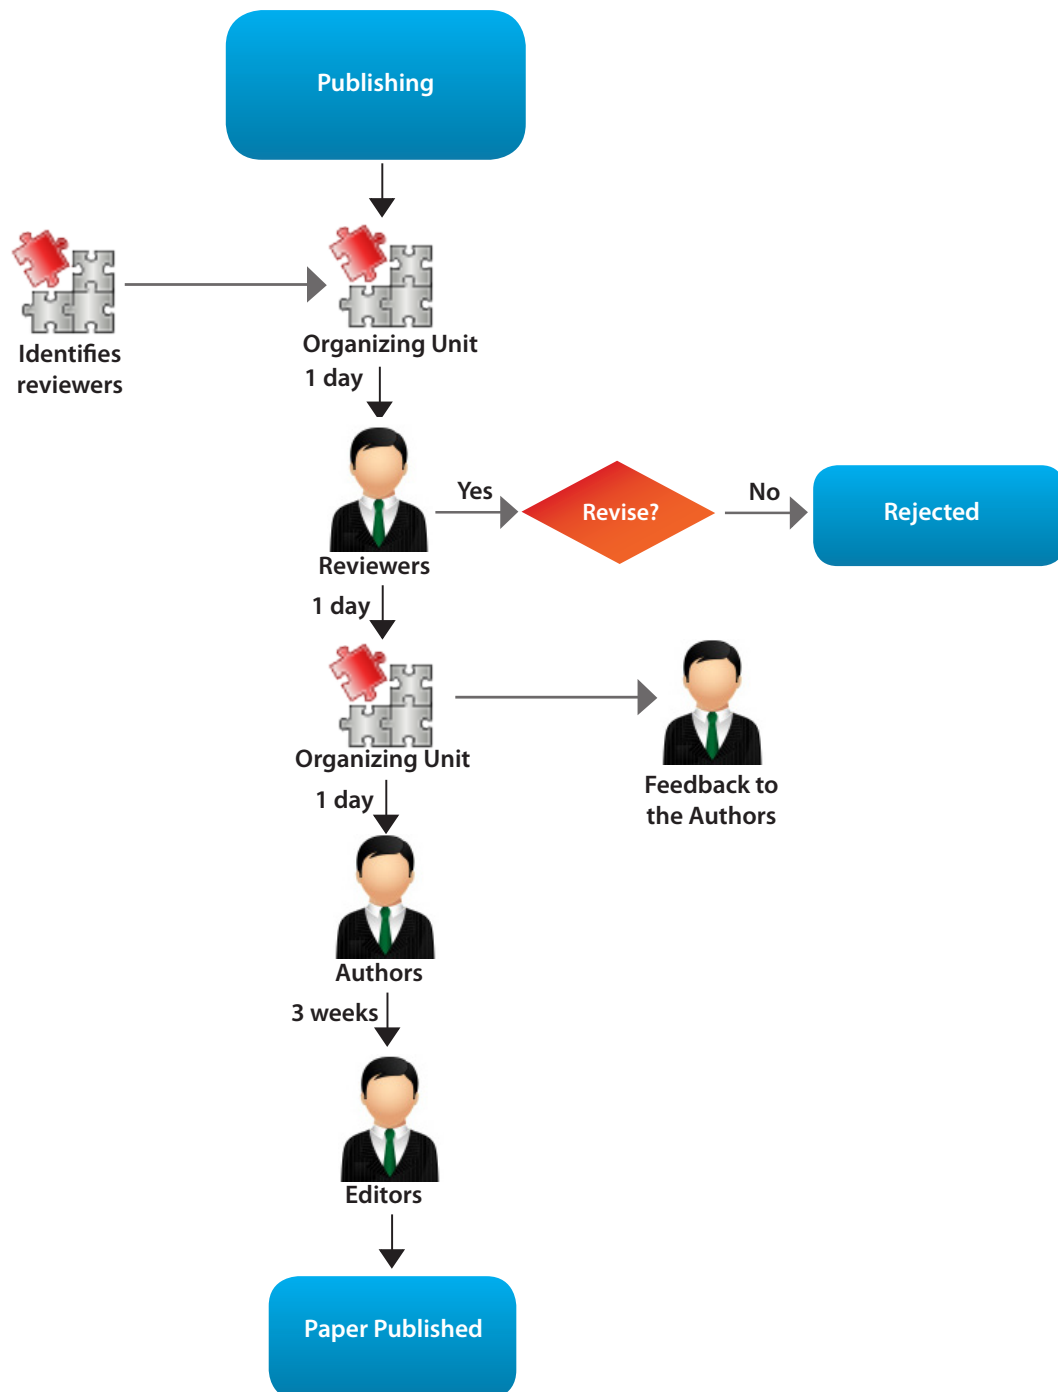 Publishing
Identifies
reviewers
Organizing Unit
1 day
Reviewers
Yes
Revise?
No
Rejected
1 day
Organizing Unit
Feedback to
the Authors
1 day
Authors
3 weeks
Editors
Paper Published